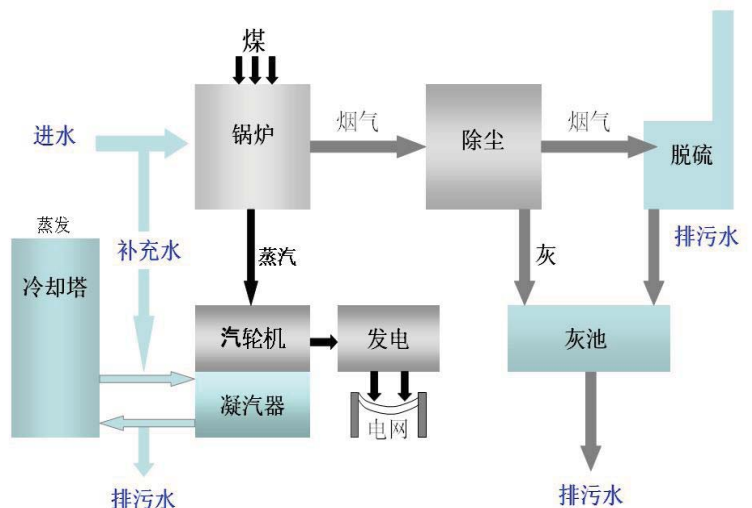 煤
进水
锅炉
烟气
除尘
烟气
脱硫
蒸发
补充水
蒸汽
灰
排污水
冷却塔
汽轮机
发电
灰池
凝汽器
电网
排污水
排污水